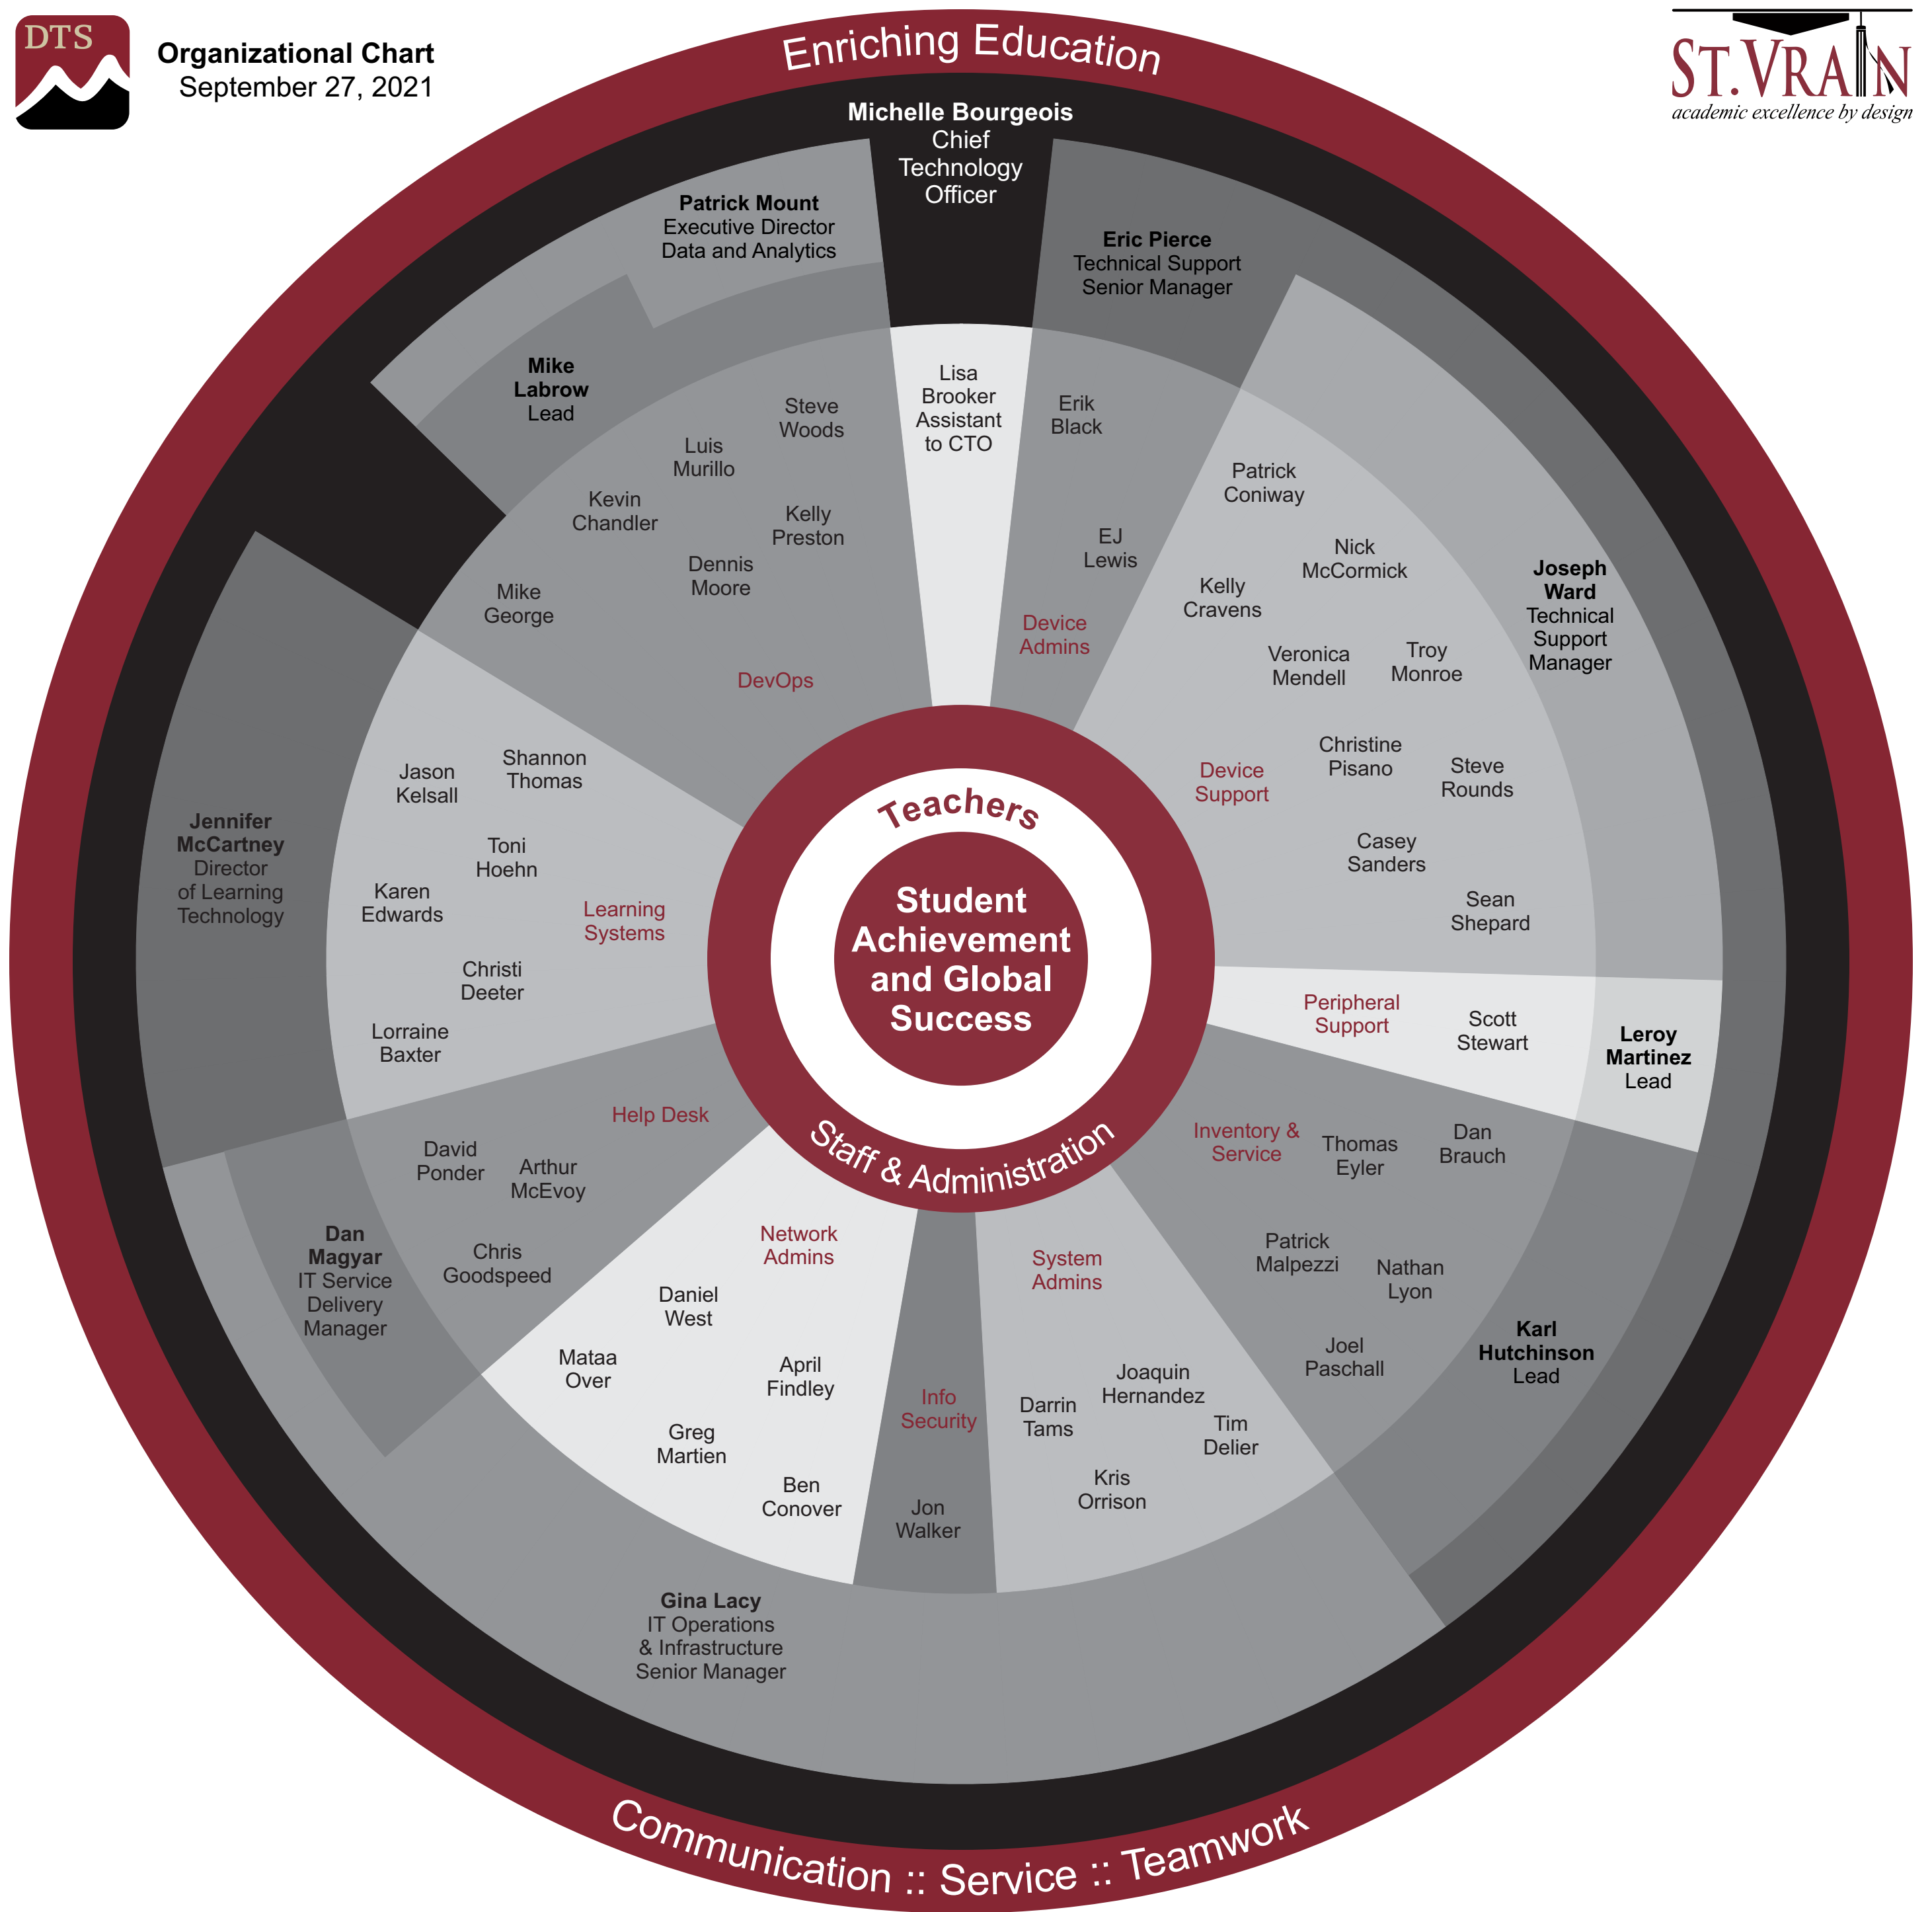 DTS
Organizational Chart
September 27, 2021
ST. VRAIN
academic excellence by design
Enriching Education
Michelle Bourgeois
Chief
Technology
Officer
Patrick Mount
Executive Director
Data and Analytics
Mike
Labrow
Lead
Steve
Woods
Luis
Murillo
Kevin
Chandler
Kelly
Preston
Dennis
Moore
Mike
George
DevOps
Lisa
Brooker
Assistant
to CTO
Eric Pierce
Technical Support
Senior Manager
Erik
Black
EJ
Lewis
Device
Admins
Patrick
Coniway
Nick
McCormick
Kelly
Cravens
Veronica
Mendell
Troy
Monroe
Christine
Pisano
Steve
Rounds
Device
Support
Casey
Sanders
Sean
Shepard
Joseph
Ward
Technical
Support
Manager
Peripheral
Support
Scott
Stewart
Leroy
Martinez
Lead
Inventory &
Service
Thomas
Eyler
Dan
Brauch
Patrick
Malpezzi
Nathan
Lyon
Joel
Paschall
Karl
Hutchinson
Lead
System
Admins
Joaquin
Hernandez
Darrin
Tams
Tim
Delier
Kris
Orrison
Info
Security
Jon
Walker
Network
Admins
Daniel
West
Mataa
Over
April
Findley
Greg
Martien
Ben
Conover
Gina Lacy
IT Operations
& Infrastructure
Senior Manager
Help Desk
David
Ponder
Arthur
McEvoy
Chris
Goodspeed
Dan
Magyar
IT Service
Delivery
Manager
Jennifer
McCartney
Director
of Learning
Technology
Jason
Kelsall
Shannon
Thomas
Toni
Hoehn
Karen
Edwards
Learning
Systems
Christi
Deeter
Lorraine
Baxter
Teachers
Student
Achievement
and Global
Success
Staff & Administration
Communication :: Service :: Teamwork